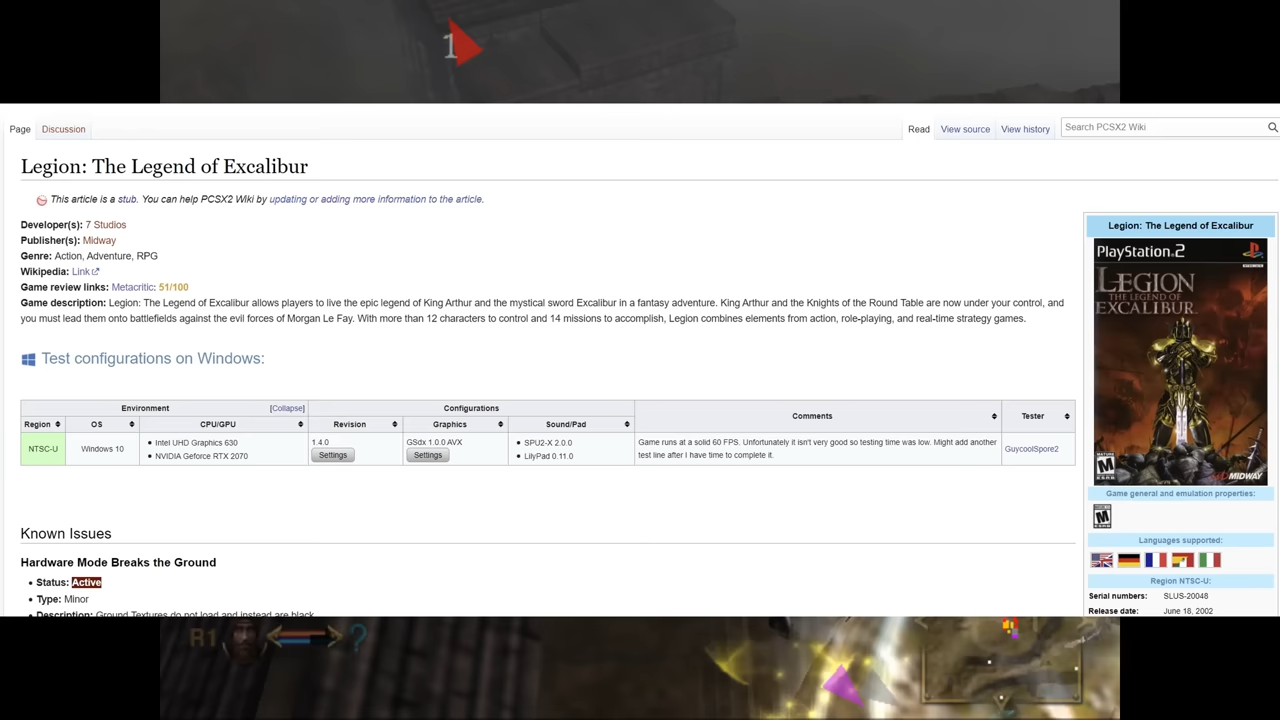 1
Page
Discussion
Read
View source
View history
Search PCSX2 Wiki
Legion: The Legend of Excalibur
This article is a stub. You can help PCSX2 Wiki by updating or adding more information to the article.
Developer(s): 7 Studios
Publisher(s): Midway
Genre: Action, Adventure, RPG
Wikipedia: Link
Game review links: Metacritic: 51/100
Game description: Legion: The Legend of Excalibur allows players to live the epic legend of King Arthur and the mystical sword Excalibur in a fantasy adventure. King Arthur and the Knights of the Round Table are now under your control, and
you must lead them onto battlefields against the evil forces of Morgan Le Fay. With more than 12 characters to control and 14 missions to accomplish, Legion combines elements from action, role-playing, and real-time strategy games.
Test configurations on Windows:
Environment
[Collapse]
Configurations
Comments
Tester
Region
OS
CPU/GPU
Revision
Graphics
Sound/Pad
NTSC-U
Windows 10
Intel UHD Graphics 630
NVIDIA Geforce RTX 2070
1.4.0
Settings
GSdx 1.0.0 AVX
Settings
SPU2-X 2.0.0
LilyPad 0.11.0
Game runs at a solid 60 FPS. Unfortunately it isn't very good so testing time was low. Might add another
test line after I have time to complete it.
GuycoolSpore2
Known Issues
Hardware Mode Breaks the Ground
Status: Active
Type: Minor
Description: Ground Textures do not load and instead are black
Legion: The Legend of Excalibur
PlayStation 2
LEGION
THE LEGEND OF
EXCALIBUR
M
MIDWAY
Game general and emulation properties:
M
Languages supported:
Region NTSC-U:
Serial numbers: SLUS-20048
Release date: June 18, 2002
R1
?